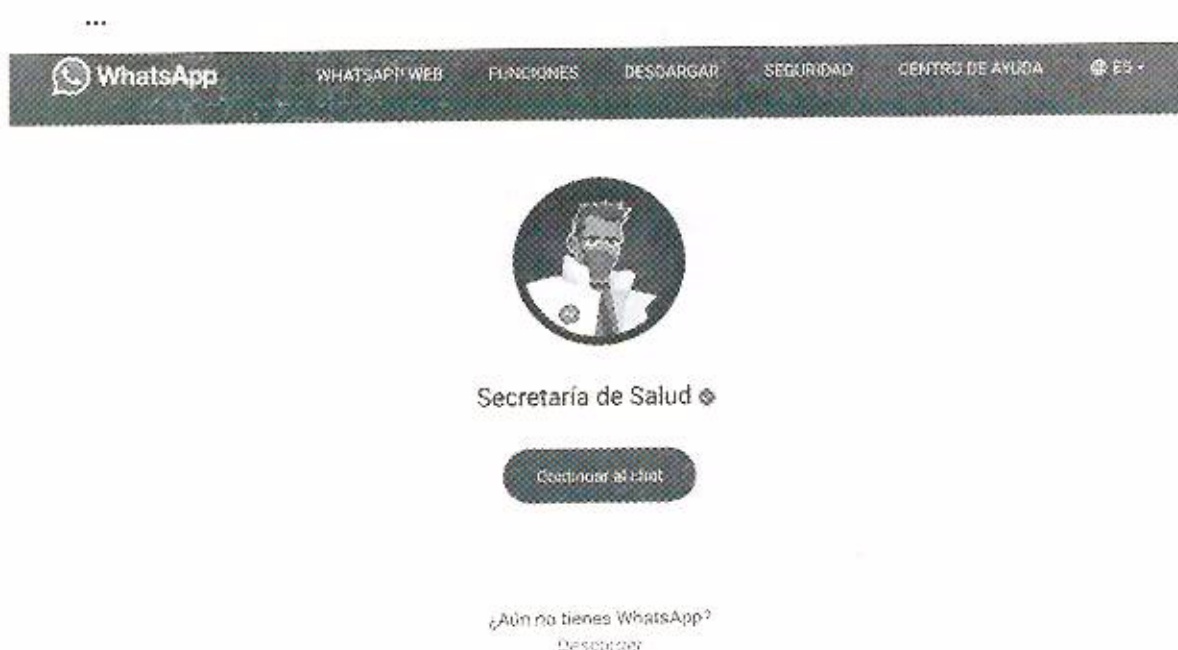 ...
WhatsApp WHATSAPP WEB FUNCIONES DESCARGAR SEGURIDAD CENTRO DE AYUDA ES
Secretaría de Salud
Continuar al chat
¿Aún no tienes WhatsApp?
Descargar